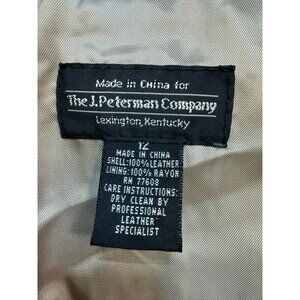 Made in China for
The J. Peterman Company
Lexington, Kentucky
12
MADE IN CHINA
SHELL:100% LEATHER
LINING:100% RAYON
RN 77608
CARE INSTRUCTIONS:
DRY CLEAN BY
PROFESSIONAL
LEATHER
SPECIALIST